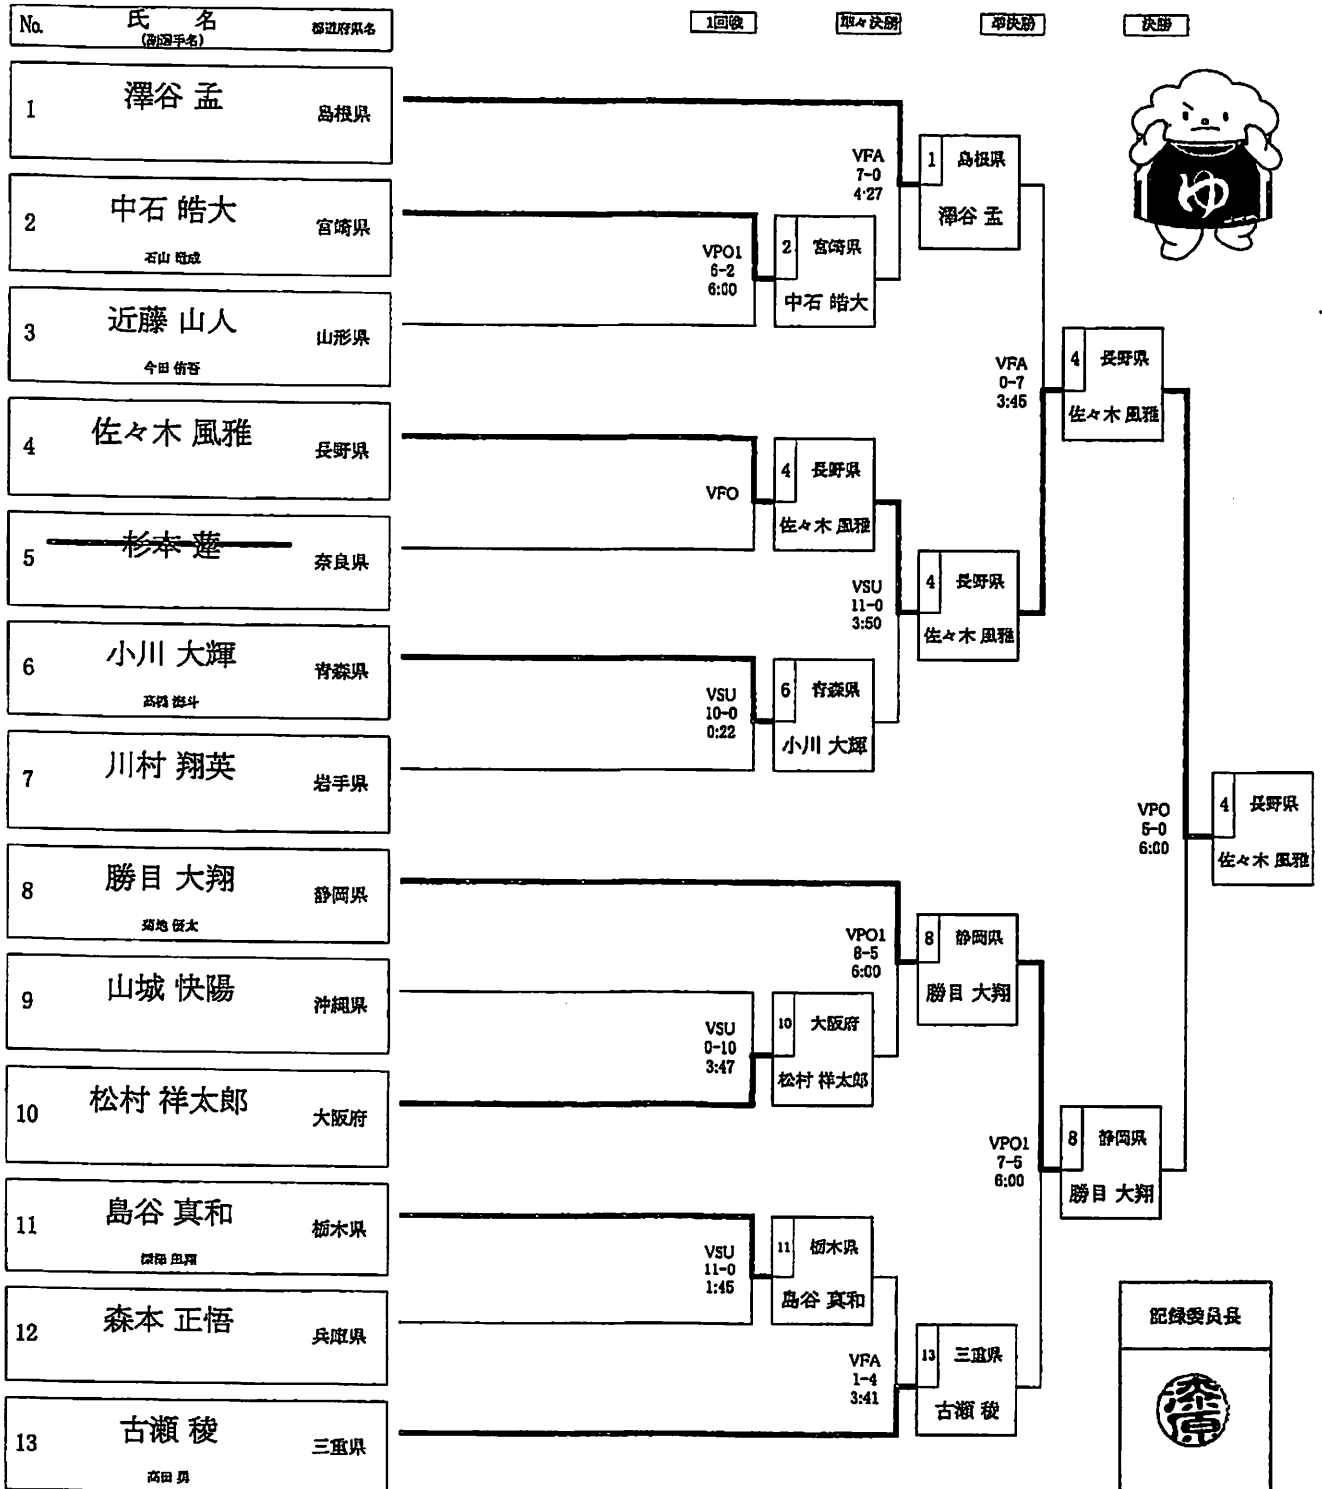 No. 氏 名 都道府県名 1回戦 準々決勝 準決勝 決勝
(副選手名)
1 澤谷 孟 島根県
2 中石 皓大 宮崎県
石山
3 近藤 山人 山形県
今田 侑吾
4 佐々木 風雅 長野県
5 杉本 蓮 奈良県
6 小川 大輝 青森県
7 川村 翔英 岩手県
8 勝目 大翔 静岡県
菊地 優太
9 山城 快陽 沖縄県
10 松村 祥太郎 大阪府
11 島谷 真和 栃木県
12 森本 正悟 兵庫県
13 古瀬 稜 三重県
高田 昴
VPO1
6-2
6:00
2 宮崎県
中石 皓大
VFO
4 長野県
佐々木 風雅
VSU
10-0
0:22
6 青森県
小川 大輝
VSU
0-10
3:47
10 大阪府
松村 祥太郎
VSU
11-0
1:45
11 栃木県
島谷 真和
VFA
7-0
4:27
1 島根県
澤谷 孟
VSU
11-0
3:50
4 長野県
佐々木 風雅
VPO1
8-5
6:00
8 静岡県
勝目 大翔
VFA
1-4
3:41
13 三重県
古瀬 稜
VFA
0-7
3:45
4 長野県
佐々木 風雅
VPO1
7-5
6:00
8 静岡県
勝目 大翔
VPO
5-0
6:00
4 長野県
佐々木 風雅
ゆ
記録委員長